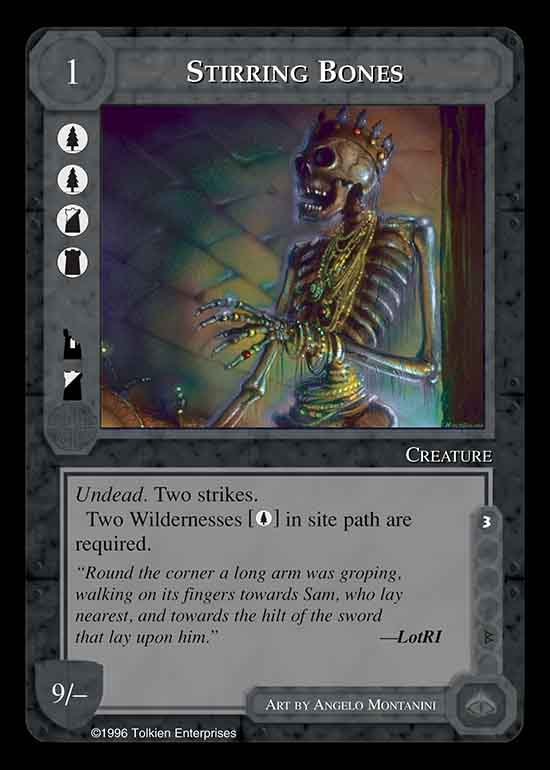 1
STIRRING BONES
CREATURE
Undead. Two strikes.
Two Wildernesses [ ] in site path are
required.
3
“Round the corner a long arm was groping,
walking on its fingers towards Sam, who lay
nearest, and towards the hilt of the sword
that lay upon him.” —LotRI
9/–
ART BY ANGELO MONTANINI
©1996 Tolkien Enterprises